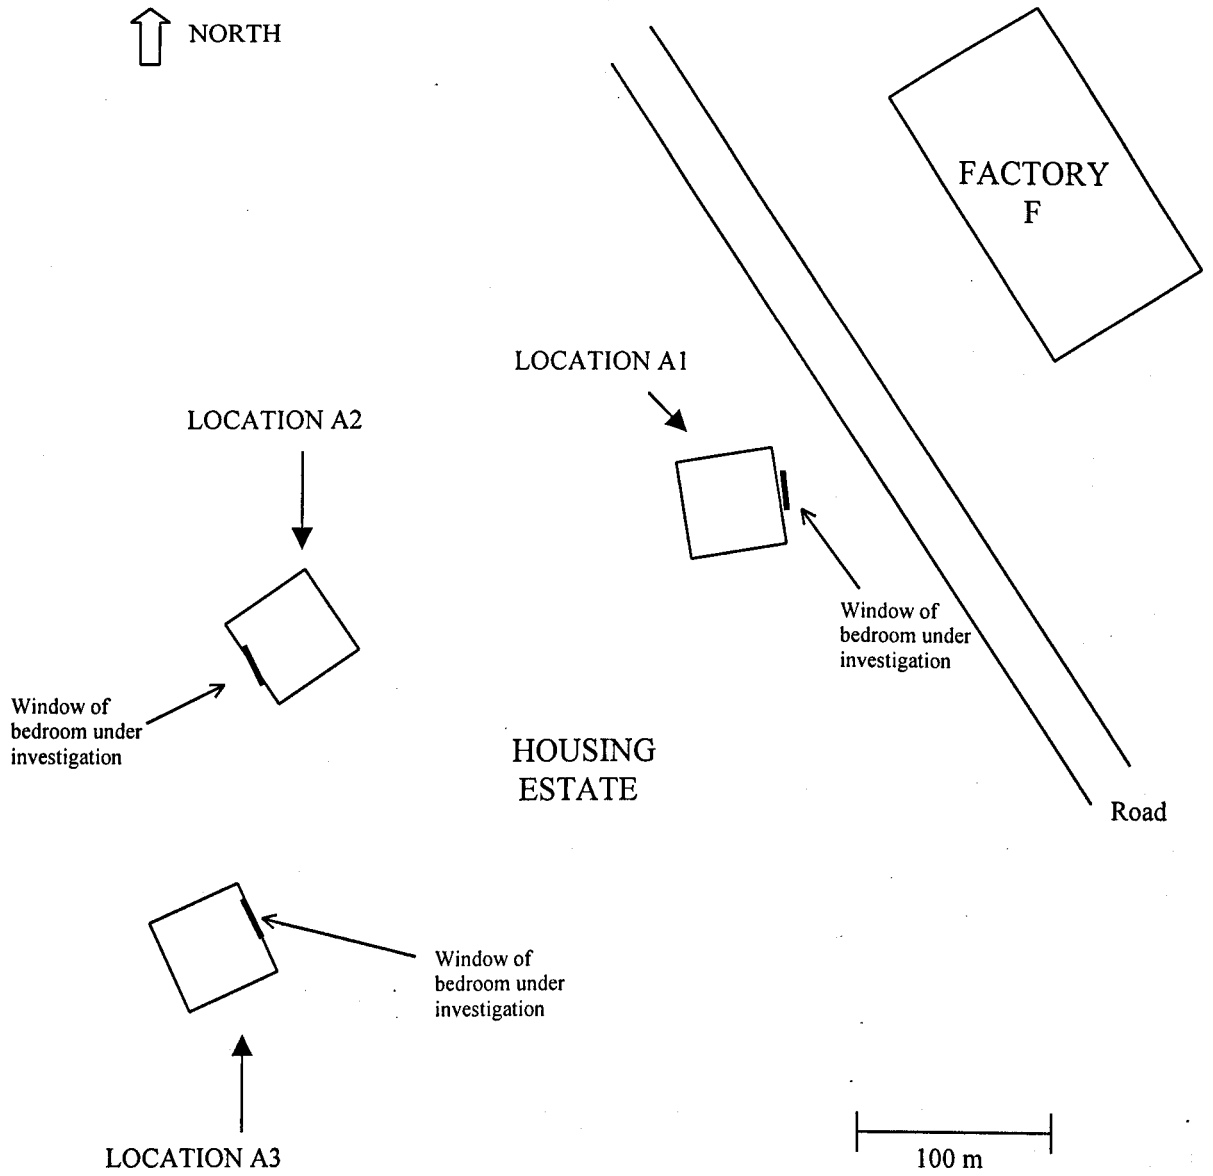 NORTH
FACTORY
F
LOCATION A1
LOCATION A2
Window of
bedroom under
investigation
Window of
bedroom under
investigation
HOUSING
ESTATE
Road
Window of
bedroom under
investigation
LOCATION A3
100 m